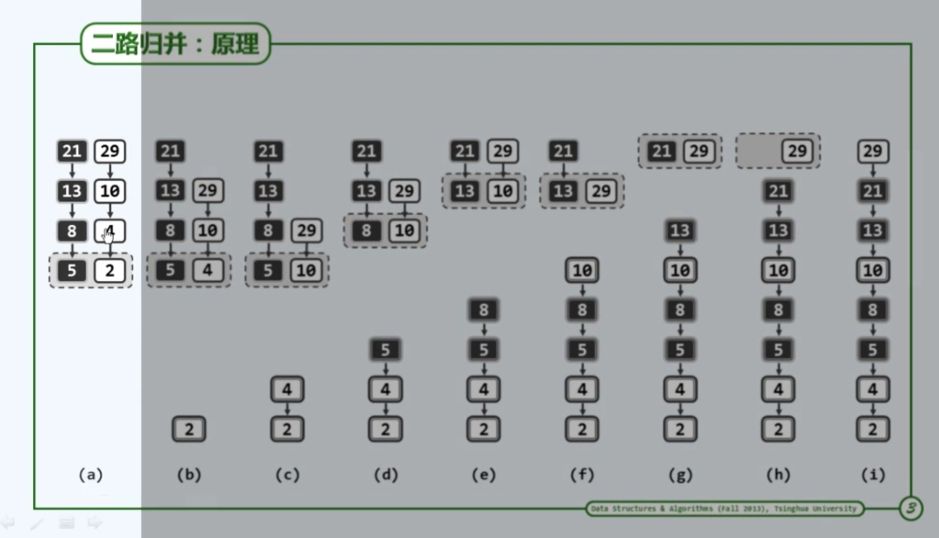 二路归并：原理
21 29 21 21 21 21 29 21 21 29 29 29
13 10 13 29 13 13 29 13 10 13 29 21 21
8 4 8 10 8 29 8 10 13 13 13
5 2 5 4 5 10 10 10 10 10
8 8 8 8 8
5 5 5 5 5 5
4 4 4 4 4 4 4
2 2 2 2 2 2 2 2
(a) (b) (c) (d) (e) (f) (g) (h) (i)
Data Structures & Algorithms (Fall 2013), Tsinghua University
3